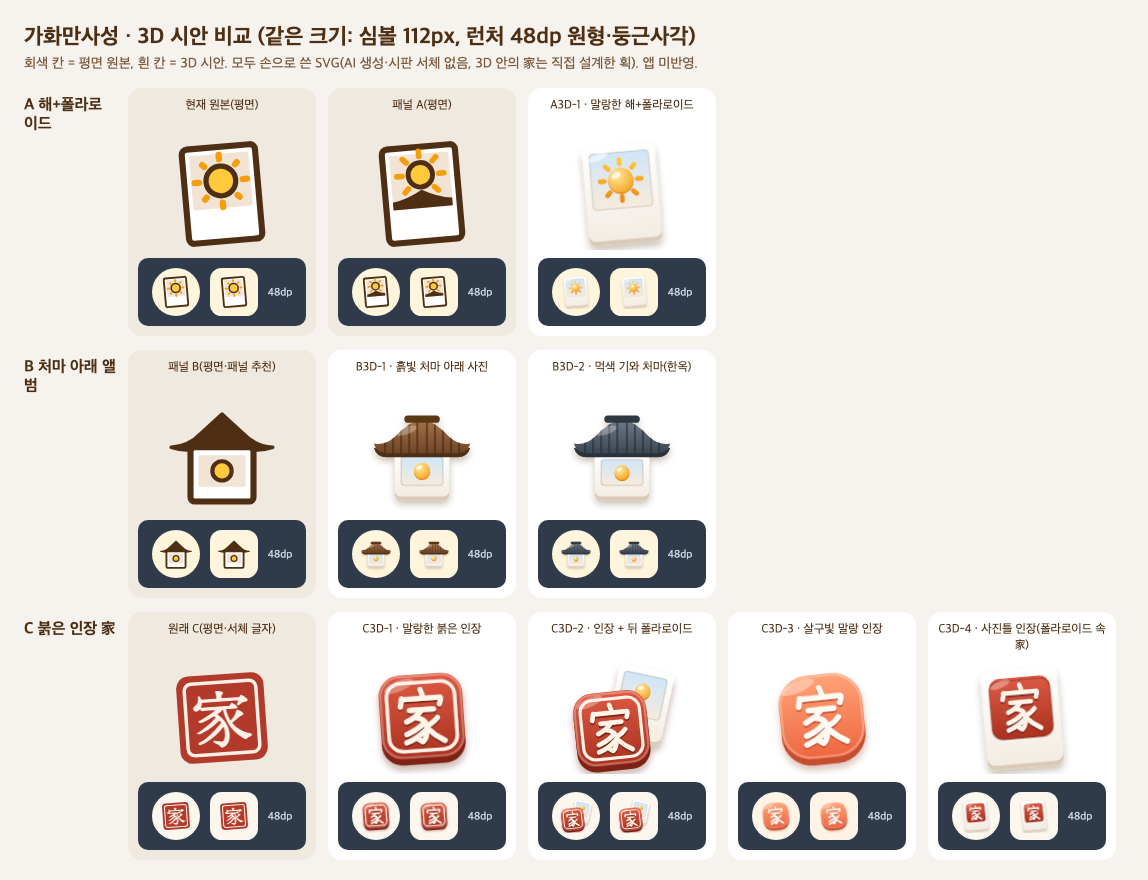 가화만사성 · 3D 시안 비교 (같은 크기: 심볼 112px, 런처 48dp 원형·둥근사각)
회색 칸 = 평면 원본, 흰 칸 = 3D 시안. 모두 손으로 쓴 SVG(AI 생성·시판 서체 없음, 3D 안의 家는 직접 설계한 획). 앱 미반영.
A 해+폴라로
이드
현재 원본(평면)
패널 A(평면)
A3D-1 · 말랑한 해+폴라로이드
48dp
48dp
48dp
B 처마 아래 앨
범
패널 B(평면·패널 추천)
B3D-1 · 흙빛 처마 아래 사진
B3D-2 · 먹색 기와 처마(한옥)
48dp
48dp
48dp
C 붉은 인장 家
원래 C(평면·서체 글자)
C3D-1 · 말랑한 붉은 인장
C3D-2 · 인장 + 뒤 폴라로이드
C3D-3 · 살구빛 말랑 인장
C3D-4 · 사진틀 인장(폴라로이드 속
家)
家
家
家
家
家
家
家
48dp
家
家
48dp
家
家
48dp
家
家
48dp
家
家
48dp